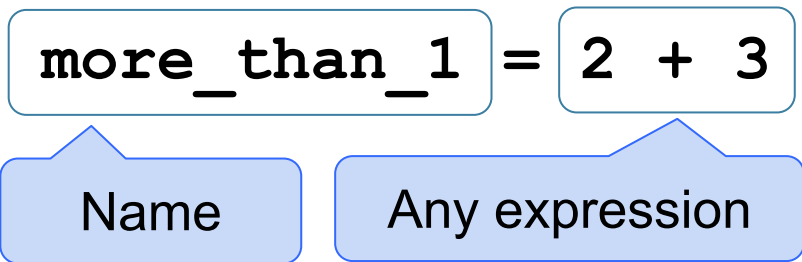 more_than_1 = 2 + 3
Name
Any expression